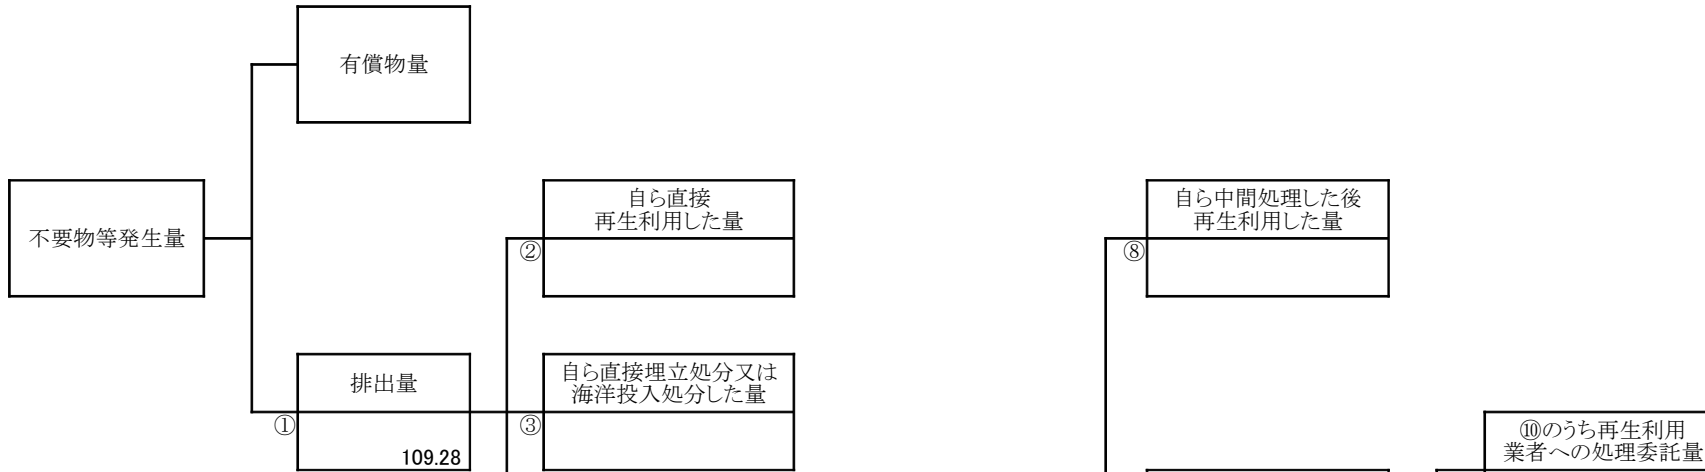 有償物量
不要物等発生量
自ら直接
再生利用した量
②
自ら中間処理した後
再生利用した量
⑧
排出量
①
109.28
自ら直接埋立処分又は
海洋投入処分した量
③
⑩のうち再生利用
業者への処理委託量